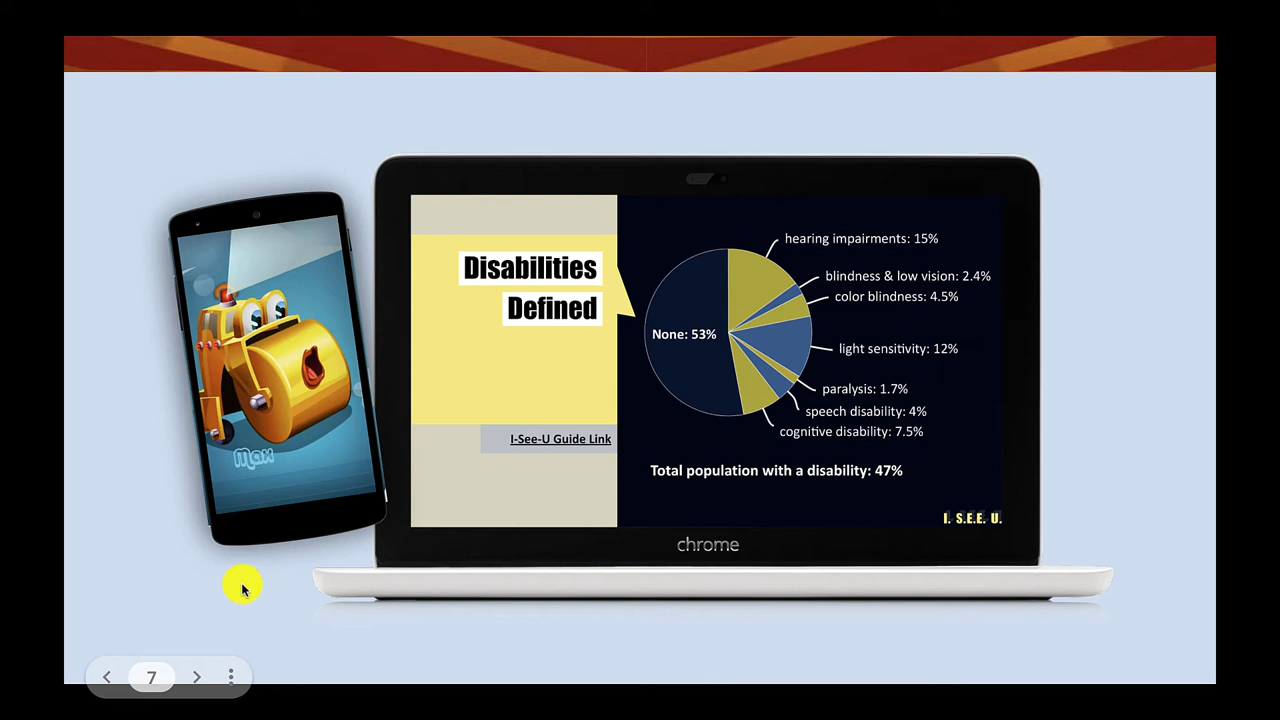 Disabilities
Defined
I-See-U Guide Link
hearing impairments: 15%
blindness & low vision: 2.4%
color blindness: 4.5%
None: 53%
light sensitivity: 12%
paralysis: 1.7%
speech disability: 4%
cognitive disability: 7.5%
Total population with a disability: 47%
I. S.E.E. U.
Max
chrome
7